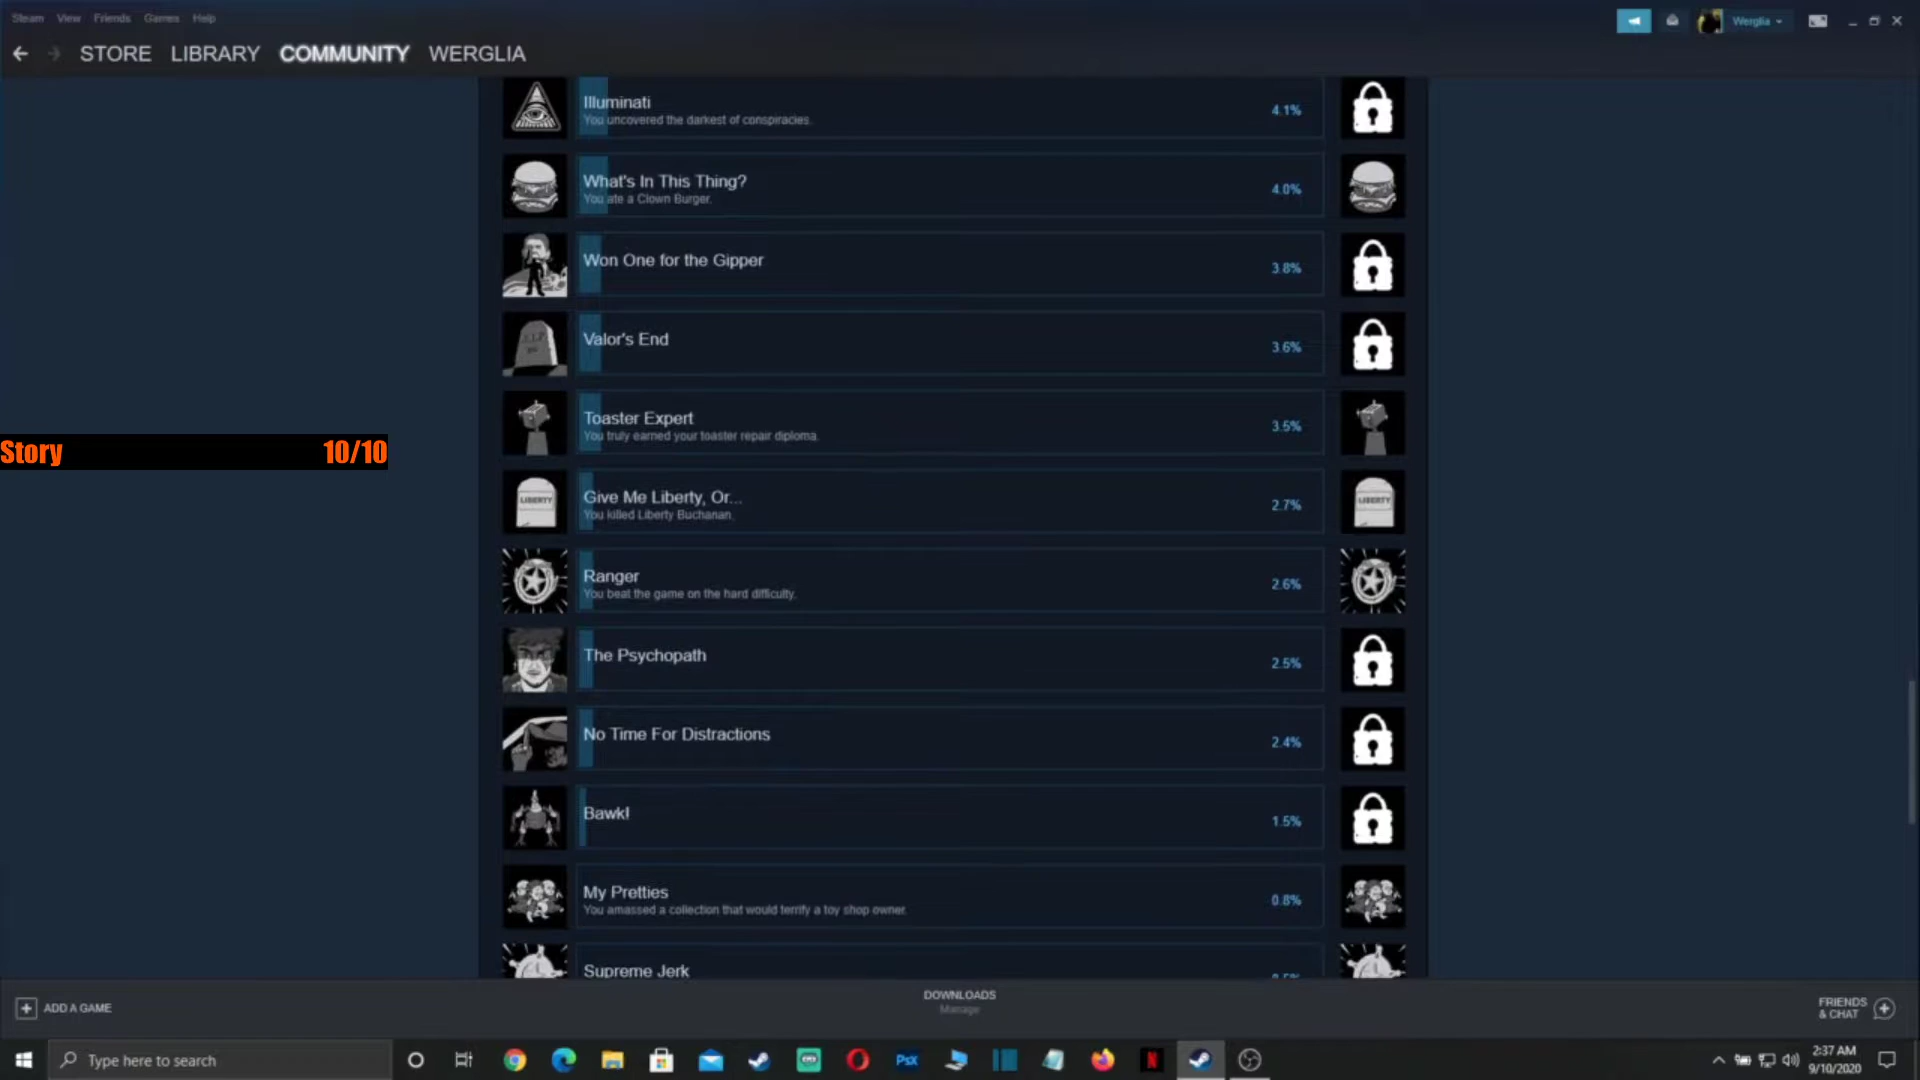 Steam View Friends Games Help
Werglia
STORE LIBRARY COMMUNITY WERGLIA
Illuminati
You uncovered the darkest of conspiracies.
4.1%
What's In This Thing?
You ate a Clown Burger.
4.0%
Won One for the Gipper
3.8%
Valor's End
3.6%
Toaster Expert
You truly earned your toaster repair diploma.
3.5%
Story 10/10
Give Me Liberty, Or...
You killed Liberty Buchanan.
2.7%
LIBERTY
LIBERTY
Ranger
You beat the game on the hard difficulty.
2.6%
The Psychopath
2.5%
No Time For Distractions
2.4%
Bawk!
1.5%
My Pretties
You amassed a collection that would terrify a toy shop owner.
0.8%
Supreme Jerk
ADD A GAME
DOWNLOADS
Manage
FRIENDS
& CHAT
Type here to search
PsX
N
2:37 AM
9/10/2020